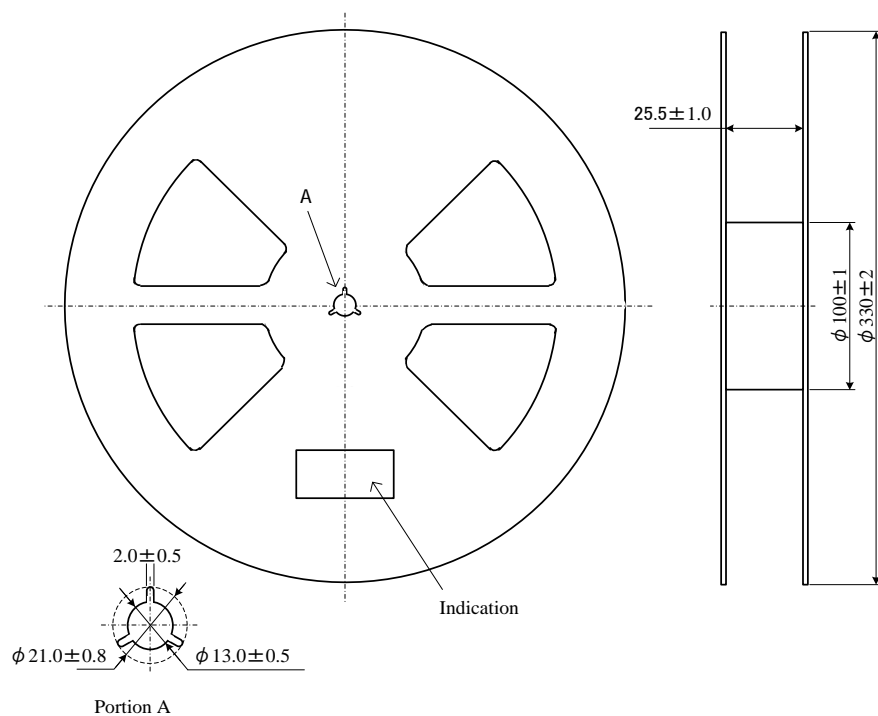 A
25.5±1.0
φ100±1
φ330±2
Indication
2.0±0.5
φ21.0±0.8
φ13.0±0.5
Portion A